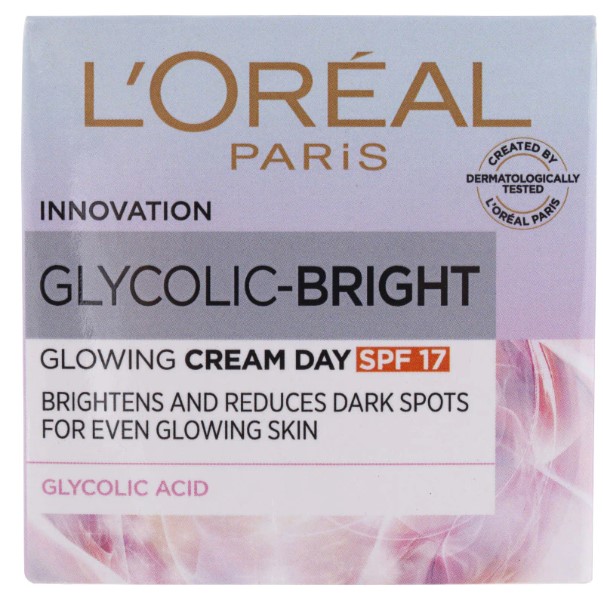 L'ORÉAL
PARiS
CREATED BY
DERMATOLOGICALLY
TESTED
L'ORÉAL PARIS
INNOVATION
GLYCOLIC-BRIGHT
GLOWING CREAM DAY SPF 17
BRIGHTENS AND REDUCES DARK SPOTS
FOR EVEN GLOWING SKIN
GLYCOLIC ACID